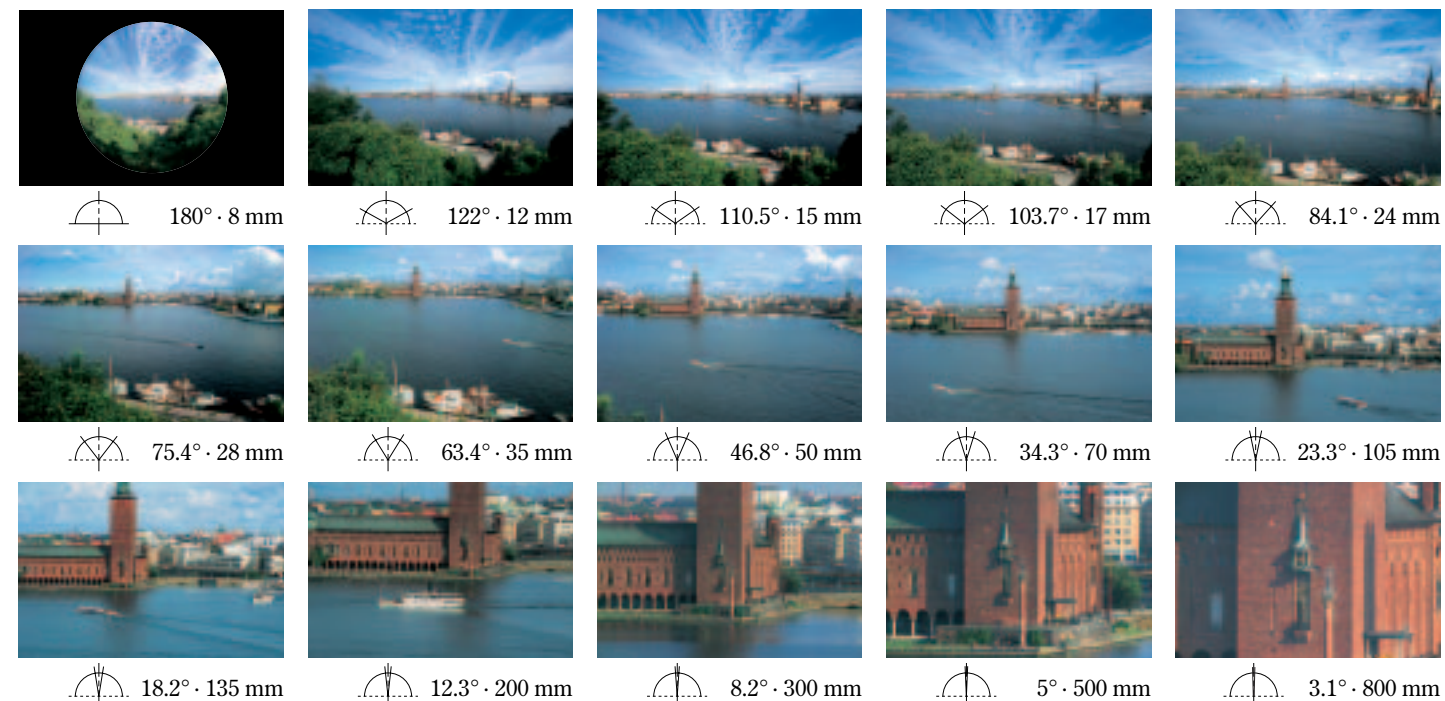 180° · 8 mm
122° · 12 mm
110.5° · 15 mm
103.7° · 17 mm
84.1° · 24 mm
75.4° · 28 mm
63.4° · 35 mm
46.8° · 50 mm
34.3° · 70 mm
23.3° · 105 mm
18.2° · 135 mm
12.3° · 200 mm
8.2° · 300 mm
5° · 500 mm
3.1° · 800 mm